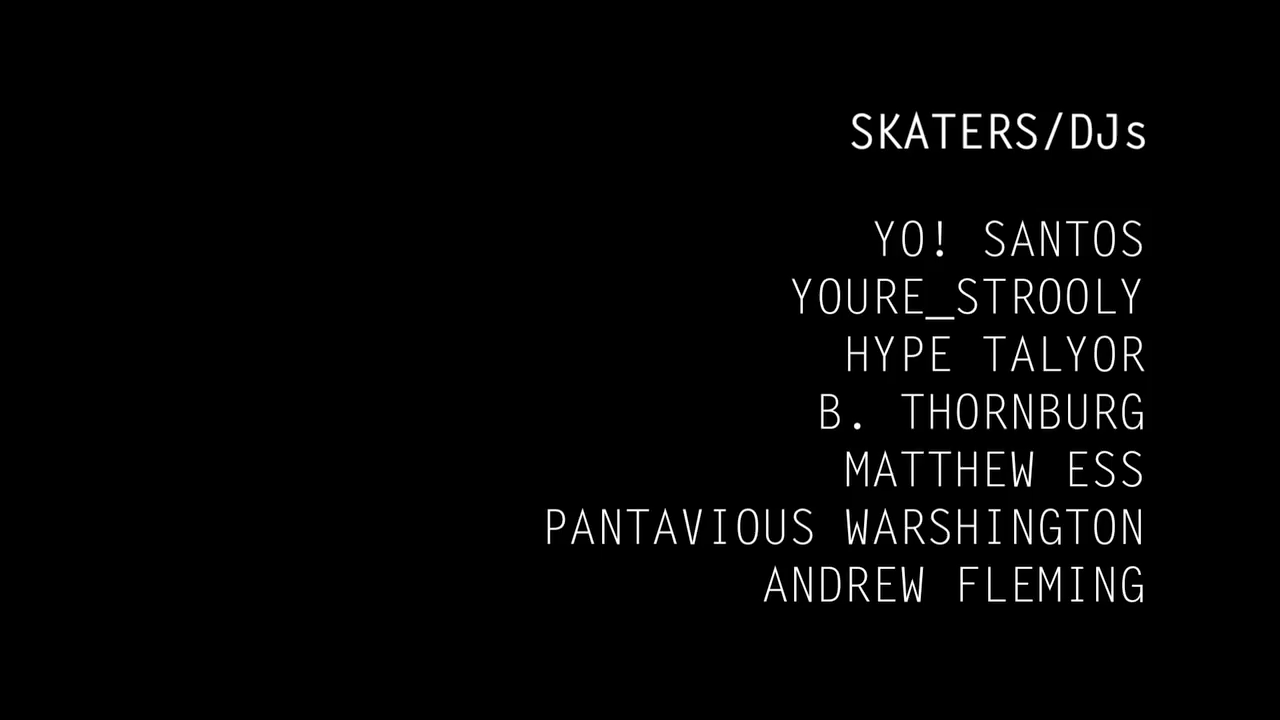 SKATERS/DJs
YO! SANTOS
YOURE_STROOLY
HYPE TALYOR
B. THORNBURG
MATTHEW ESS
PANTAVIOUS WARSHINGTON
ANDREW FLEMING